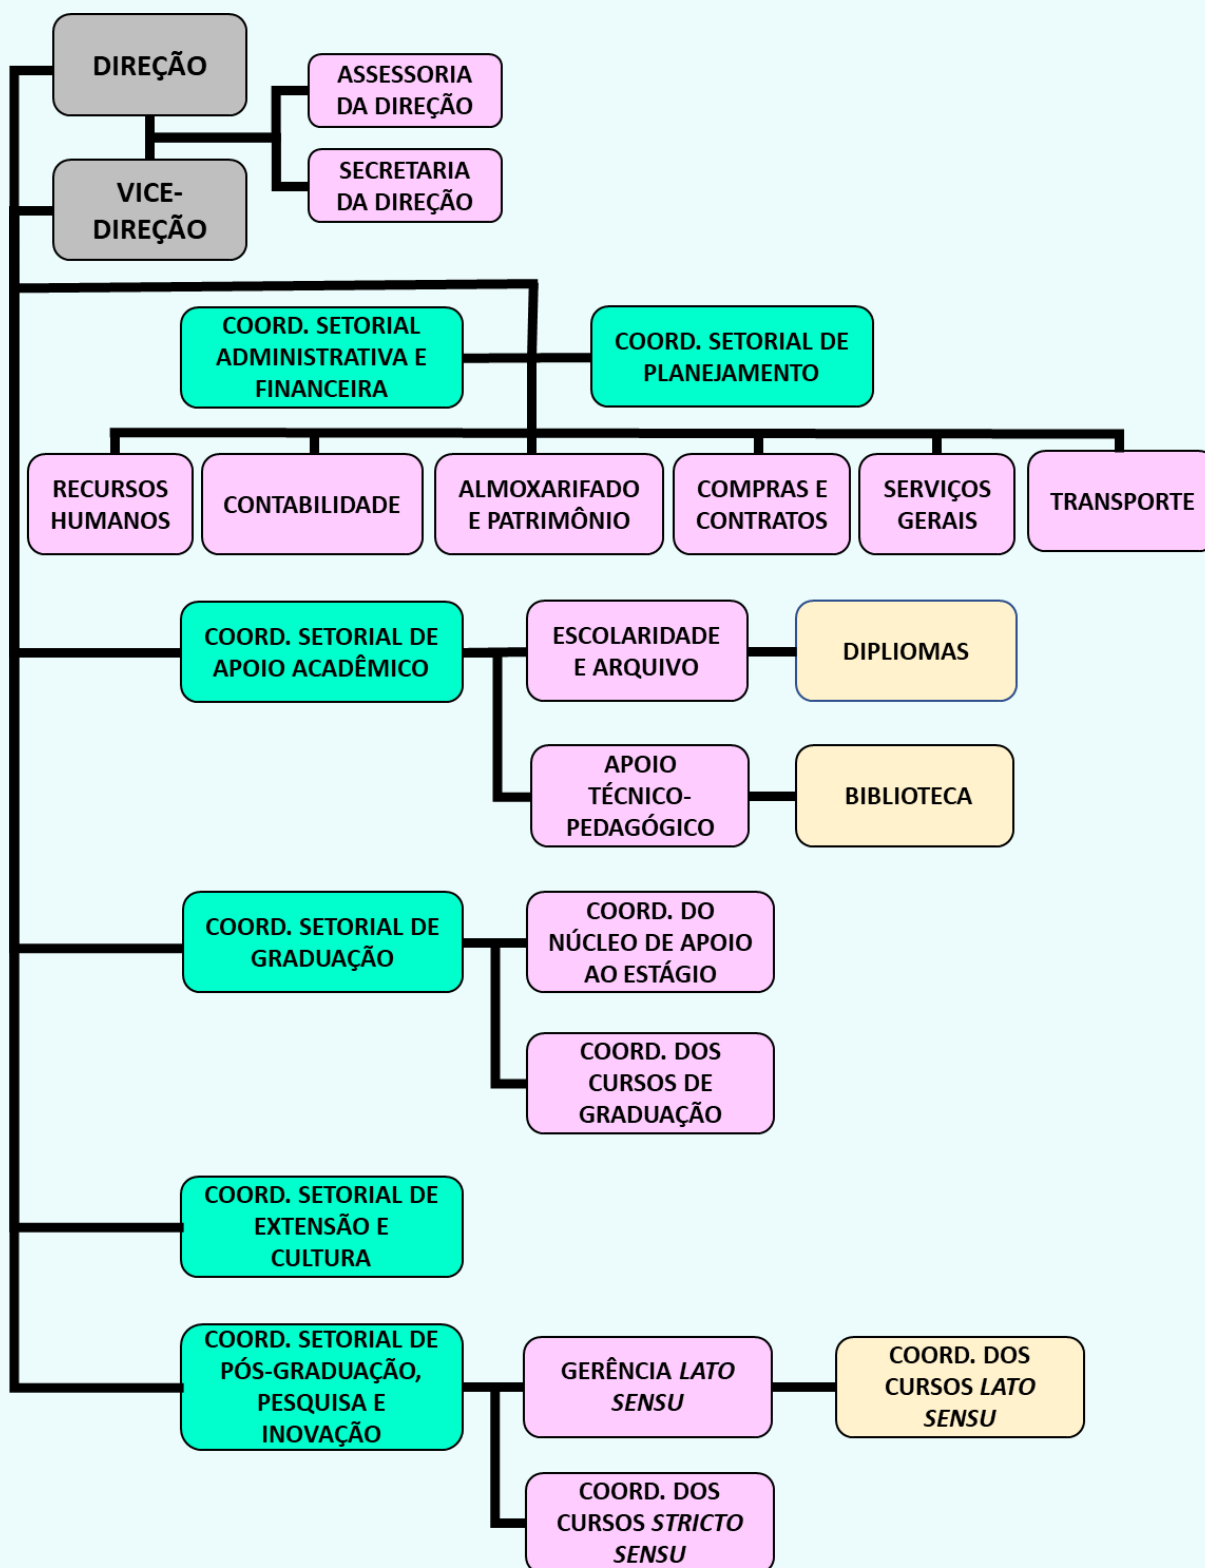 DIREÇÃO
ASSESSORIA
DA DIREÇÃO
SECRETARIA
DA DIREÇÃO
VICE-
DIREÇÃO
COORD. SETORIAL
ADMINISTRATIVA E
FINANCEIRA
COORD. SETORIAL DE
PLANEJAMENTO
RECURSOS
HUMANOS
CONTABILIDADE
ALMOXARIFADO
E PATRIMÔNIO
COMPRAS E
CONTRATOS
SERVIÇOS
GERAIS
TRANSPORTE
COORD. SETORIAL DE
APOIO ACADÊMICO
ESCOLARIDADE
E ARQUIVO
DIPLIOMAS
APOIO
TÉCNICO-
PEDAGÓGICO
BIBLIOTECA
COORD. SETORIAL DE
GRADUAÇÃO
COORD. DO
NÚCLEO DE APOIO
AO ESTÁGIO
COORD. DOS
CURSOS DE
GRADUAÇÃO
COORD. SETORIAL DE
EXTENSÃO E
CULTURA
COORD. SETORIAL DE
PÓS-GRADUAÇÃO,
PESQUISA E
INOVAÇÃO
GERÊNCIA LATO
SENSU
COORD. DOS
CURSOS LATO
SENSU
COORD. DOS
CURSOS STRICTO
SENSU